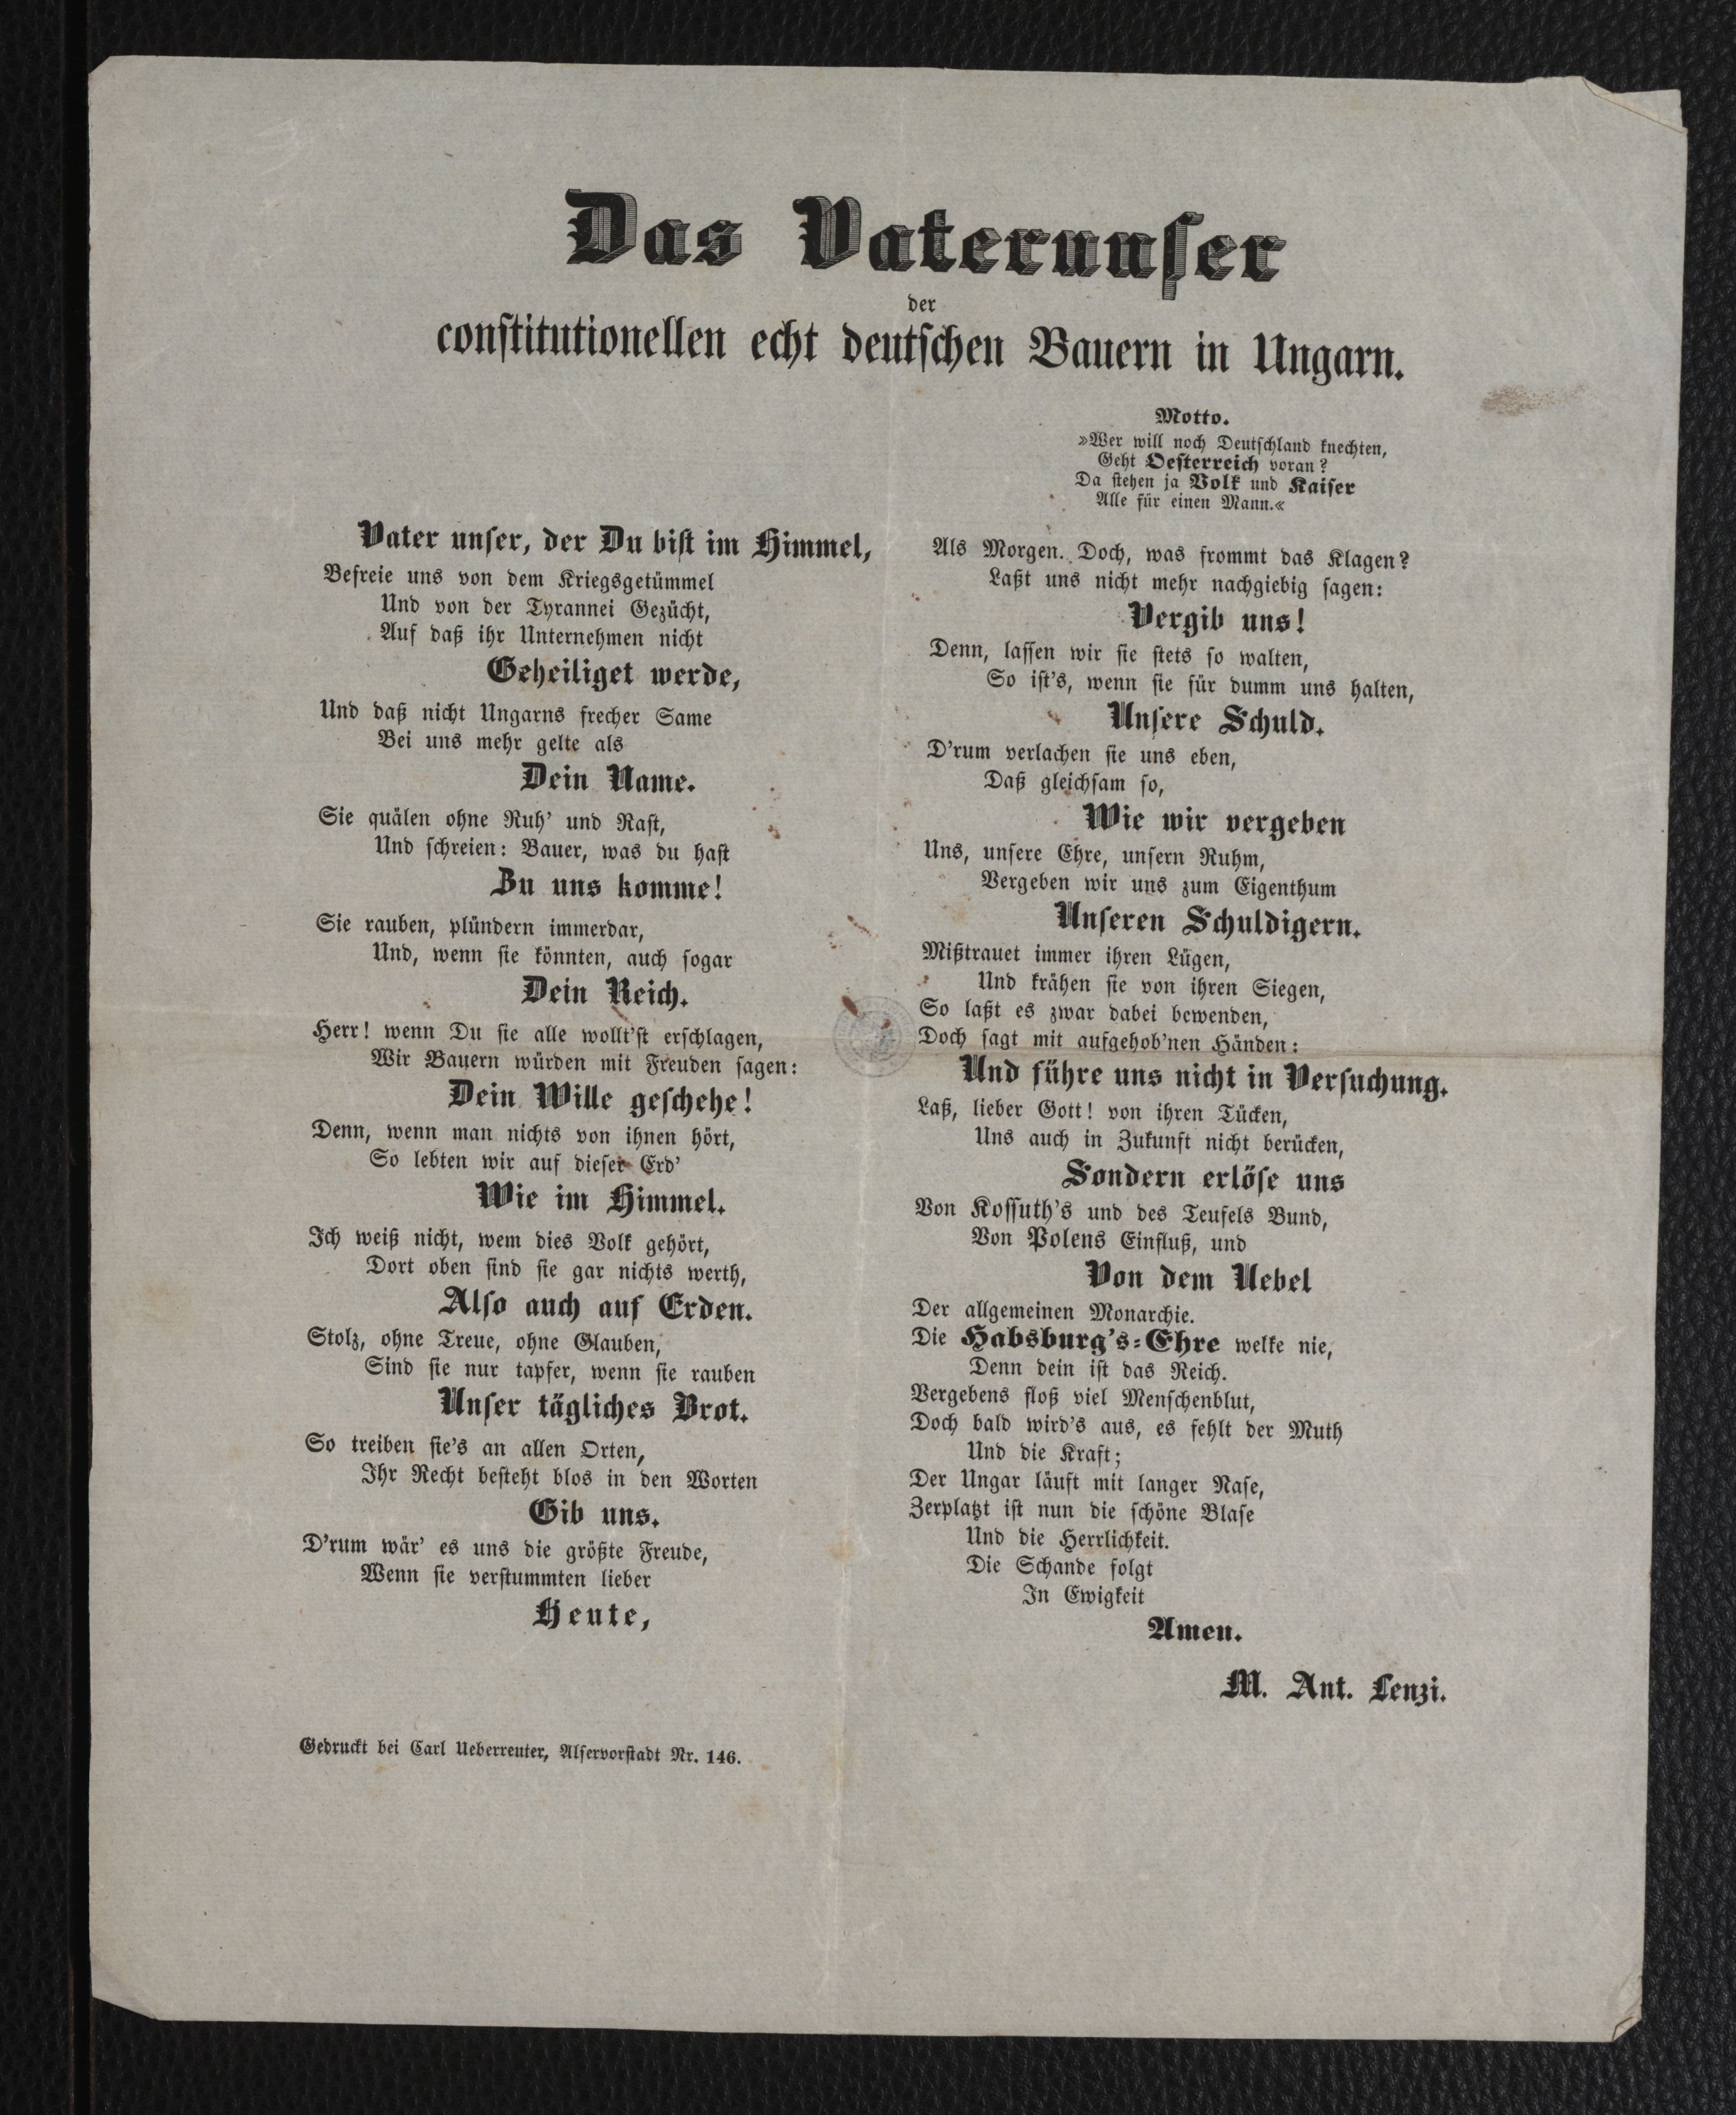 Das Vaterunser
der
constitutionellen echt deutschen Bauern in Ungarn.
Motto.
»Wer will noch Deutschland knechten,
Geht Oesterreich voran?
Da stehen ja Volk und Kaiser
Alle für einen Mann.«
Vater unser, der Du bist im Himmel,
Befreie uns von dem Kriegsgetümmel
Und von der Tyrannei Gezücht,
Auf daß ihr Unternehmen nicht
Geheiliget werde,
Und daß nicht Ungarns frecher Same
Bei uns mehr gelte als
Dein Name.
Sie quälen ohne Ruh' und Rast,
Und schreien: Bauer, was du hast
Zu uns komme!
Sie rauben, plündern immerdar,
Und, wenn sie könnten, auch sogar
Dein Reich.
Herr! wenn Du sie alle wollt'st erschlagen,
Wir Bauern würden mit Freuden sagen:
Dein Wille geschehe!
Denn, wenn man nichts von ihnen hört,
So lebten wir auf dieser Erd'
Wie im Himmel.
Ich weiß nicht, wem dies Volk gehört,
Dort oben sind sie gar nichts werth,
Also auch auf Erden.
Stolz, ohne Treue, ohne Glauben,
Sind sie nur tapfer, wenn sie rauben
Unser tägliches Brot.
So treiben sie's an allen Orten,
Ihr Recht besteht blos in den Worten
Gib uns.
D'rum wär' es uns die größte Freude,
Wenn sie verstummten lieber
Heute,
Als Morgen. Doch, was frommt das Klagen?
Laßt uns nicht mehr nachgiebig sagen:
Vergib uns!
Denn, lassen wir sie stets so walten,
So ist's, wenn sie für dumm uns halten,
Unsere Schuld.
D'rum verlachen sie uns eben,
Daß gleichsam so,
Wie wir vergeben
Uns, unsere Ehre, unsern Ruhm,
Vergeben wir uns zum Eigenthum
Unseren Schuldigern.
Mißtrauet immer ihren Lügen,
Und krähen sie von ihren Siegen,
So laßt es zwar dabei bewenden,
Doch sagt mit aufgehob'nen Händen:
Und führe uns nicht in Versuchung.
Laß, lieber Gott! von ihren Tücken,
Uns auch in Zukunft nicht berücken,
Sondern erlöse uns
Von Kossuth's und des Teufels Bund,
Von Polens Einfluß, und
Von dem Uebel
Der allgemeinen Monarchie.
Die Habsburg's-Ehre welke nie,
Denn dein ist das Reich.
Vergebens floß viel Menschenblut,
Doch bald wird's aus, es fehlt der Muth
Und die Kraft;
Der Ungar läuft mit langer Nase,
Zerplatzt ist nun die schöne Blase
Und die Herrlichkeit.
Die Schande folgt
In Ewigkeit
Amen.
M. Ant. Lenzi.
Gedruckt bei Carl Ueberreuter, Alservorstadt Nr. 146.